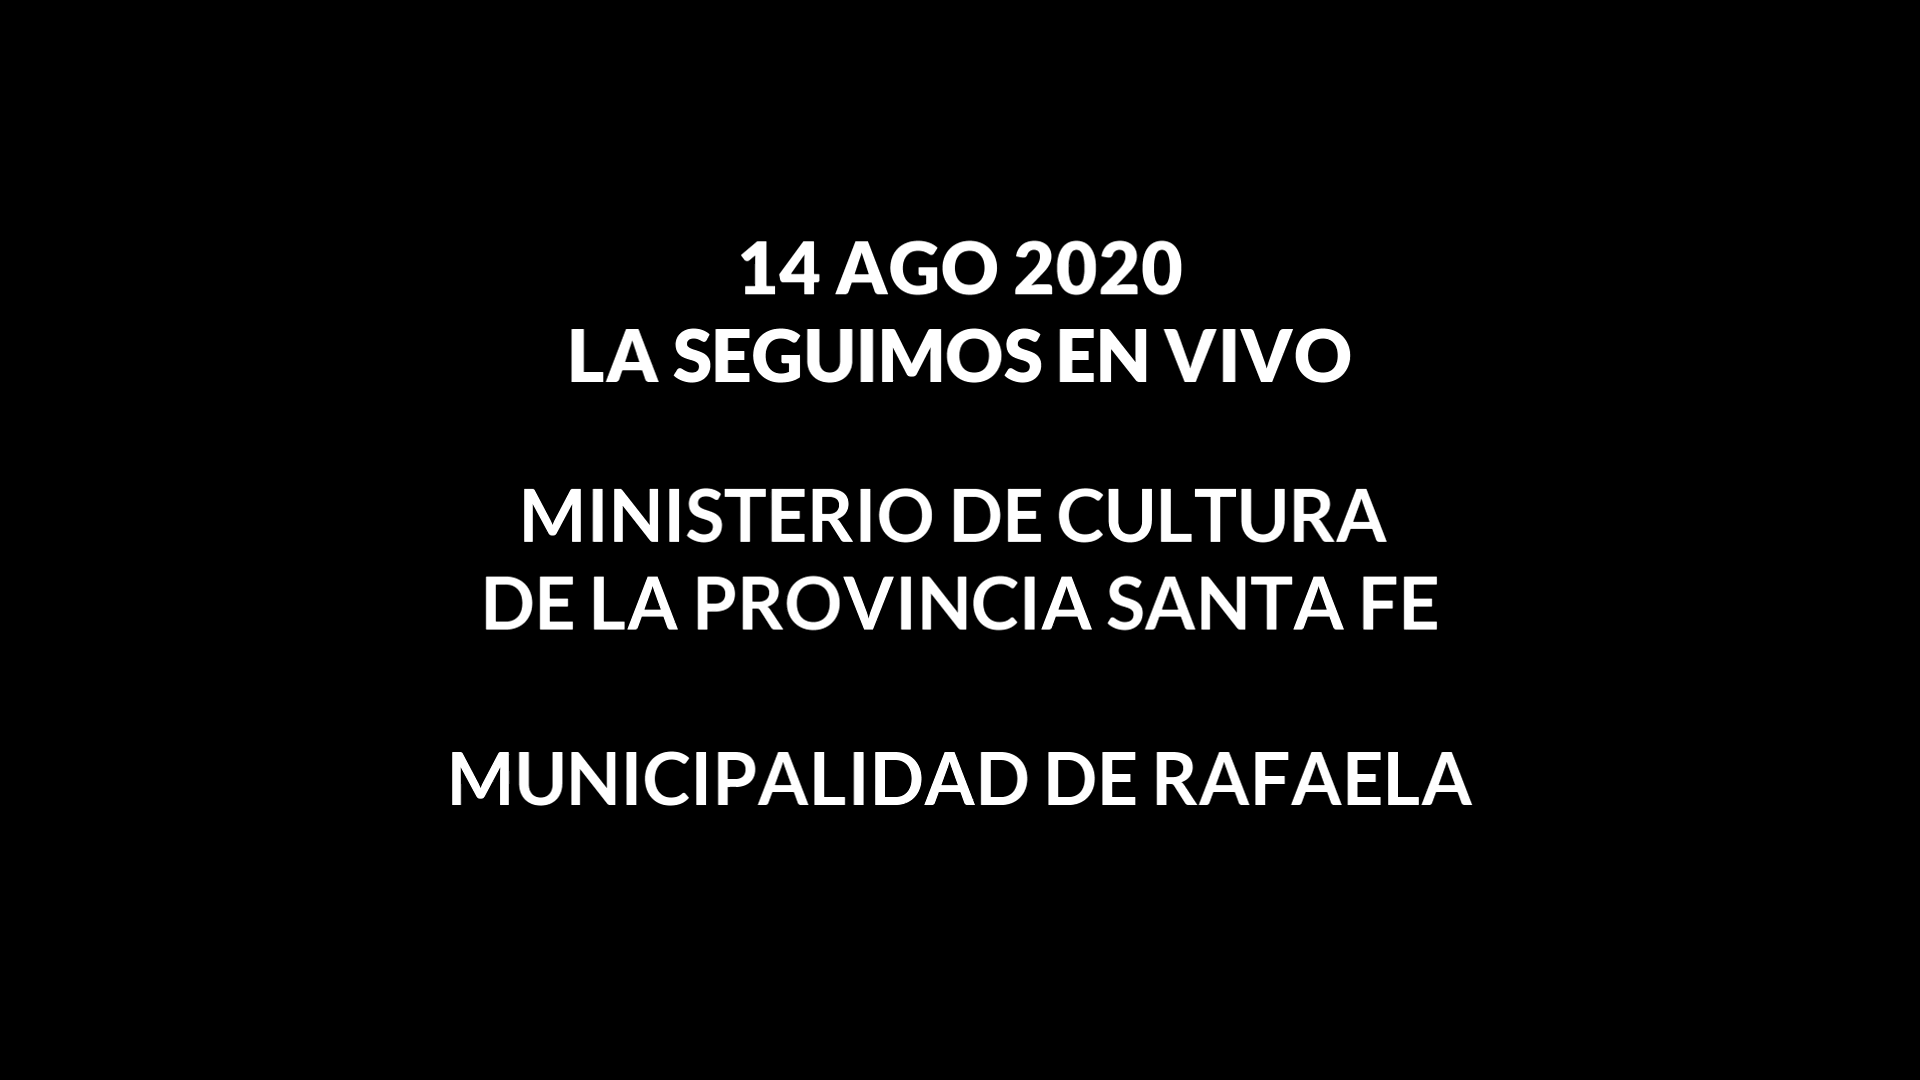 14 AGO 2020
LA SEGUIMOS EN VIVO
MINISTERIO DE CULTURA
DE LA PROVINCIA SANTA FE
MUNICIPALIDAD DE RAFAELA